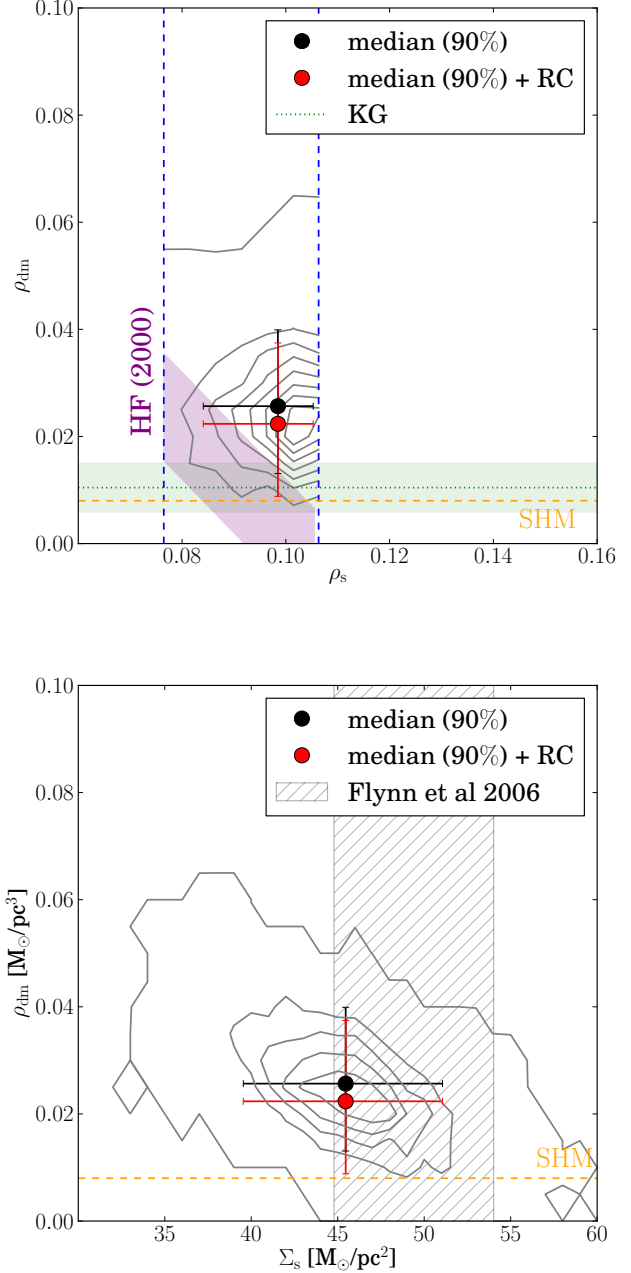 0.10
median (90%)
median (90%) + RC
KG
0.08
0.06
ρdm
HF (2000)
0.04
0.02
SHM
0.00
0.08 0.10 0.12 0.14 0.16
ρs
0.10
median (90%)
median (90%) + RC
Flynn et al 2006
0.08
0.06
ρdm [M⊙/pc³]
0.04
0.02
SHM
0.00
35 40 45 50 55 60
Σs [M⊙/pc²]